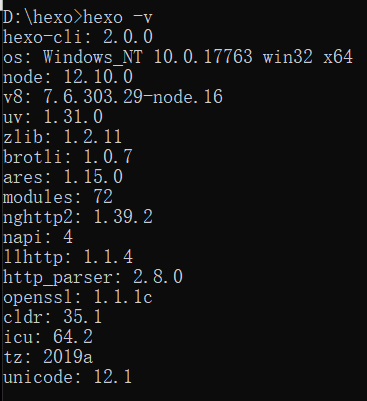 D:\hexo>hexo -v
hexo-cli: 2.0.0
os: Windows_NT 10.0.17763 win32 x64
node: 12.10.0
v8: 7.6.303.29-node.16
uv: 1.31.0
zlib: 1.2.11
brotli: 1.0.7
ares: 1.15.0
modules: 72
nghttp2: 1.39.2
napi: 4
llhttp: 1.1.4
http_parser: 2.8.0
openssl: 1.1.1c
cldr: 35.1
icu: 64.2
tz: 2019a
unicode: 12.1